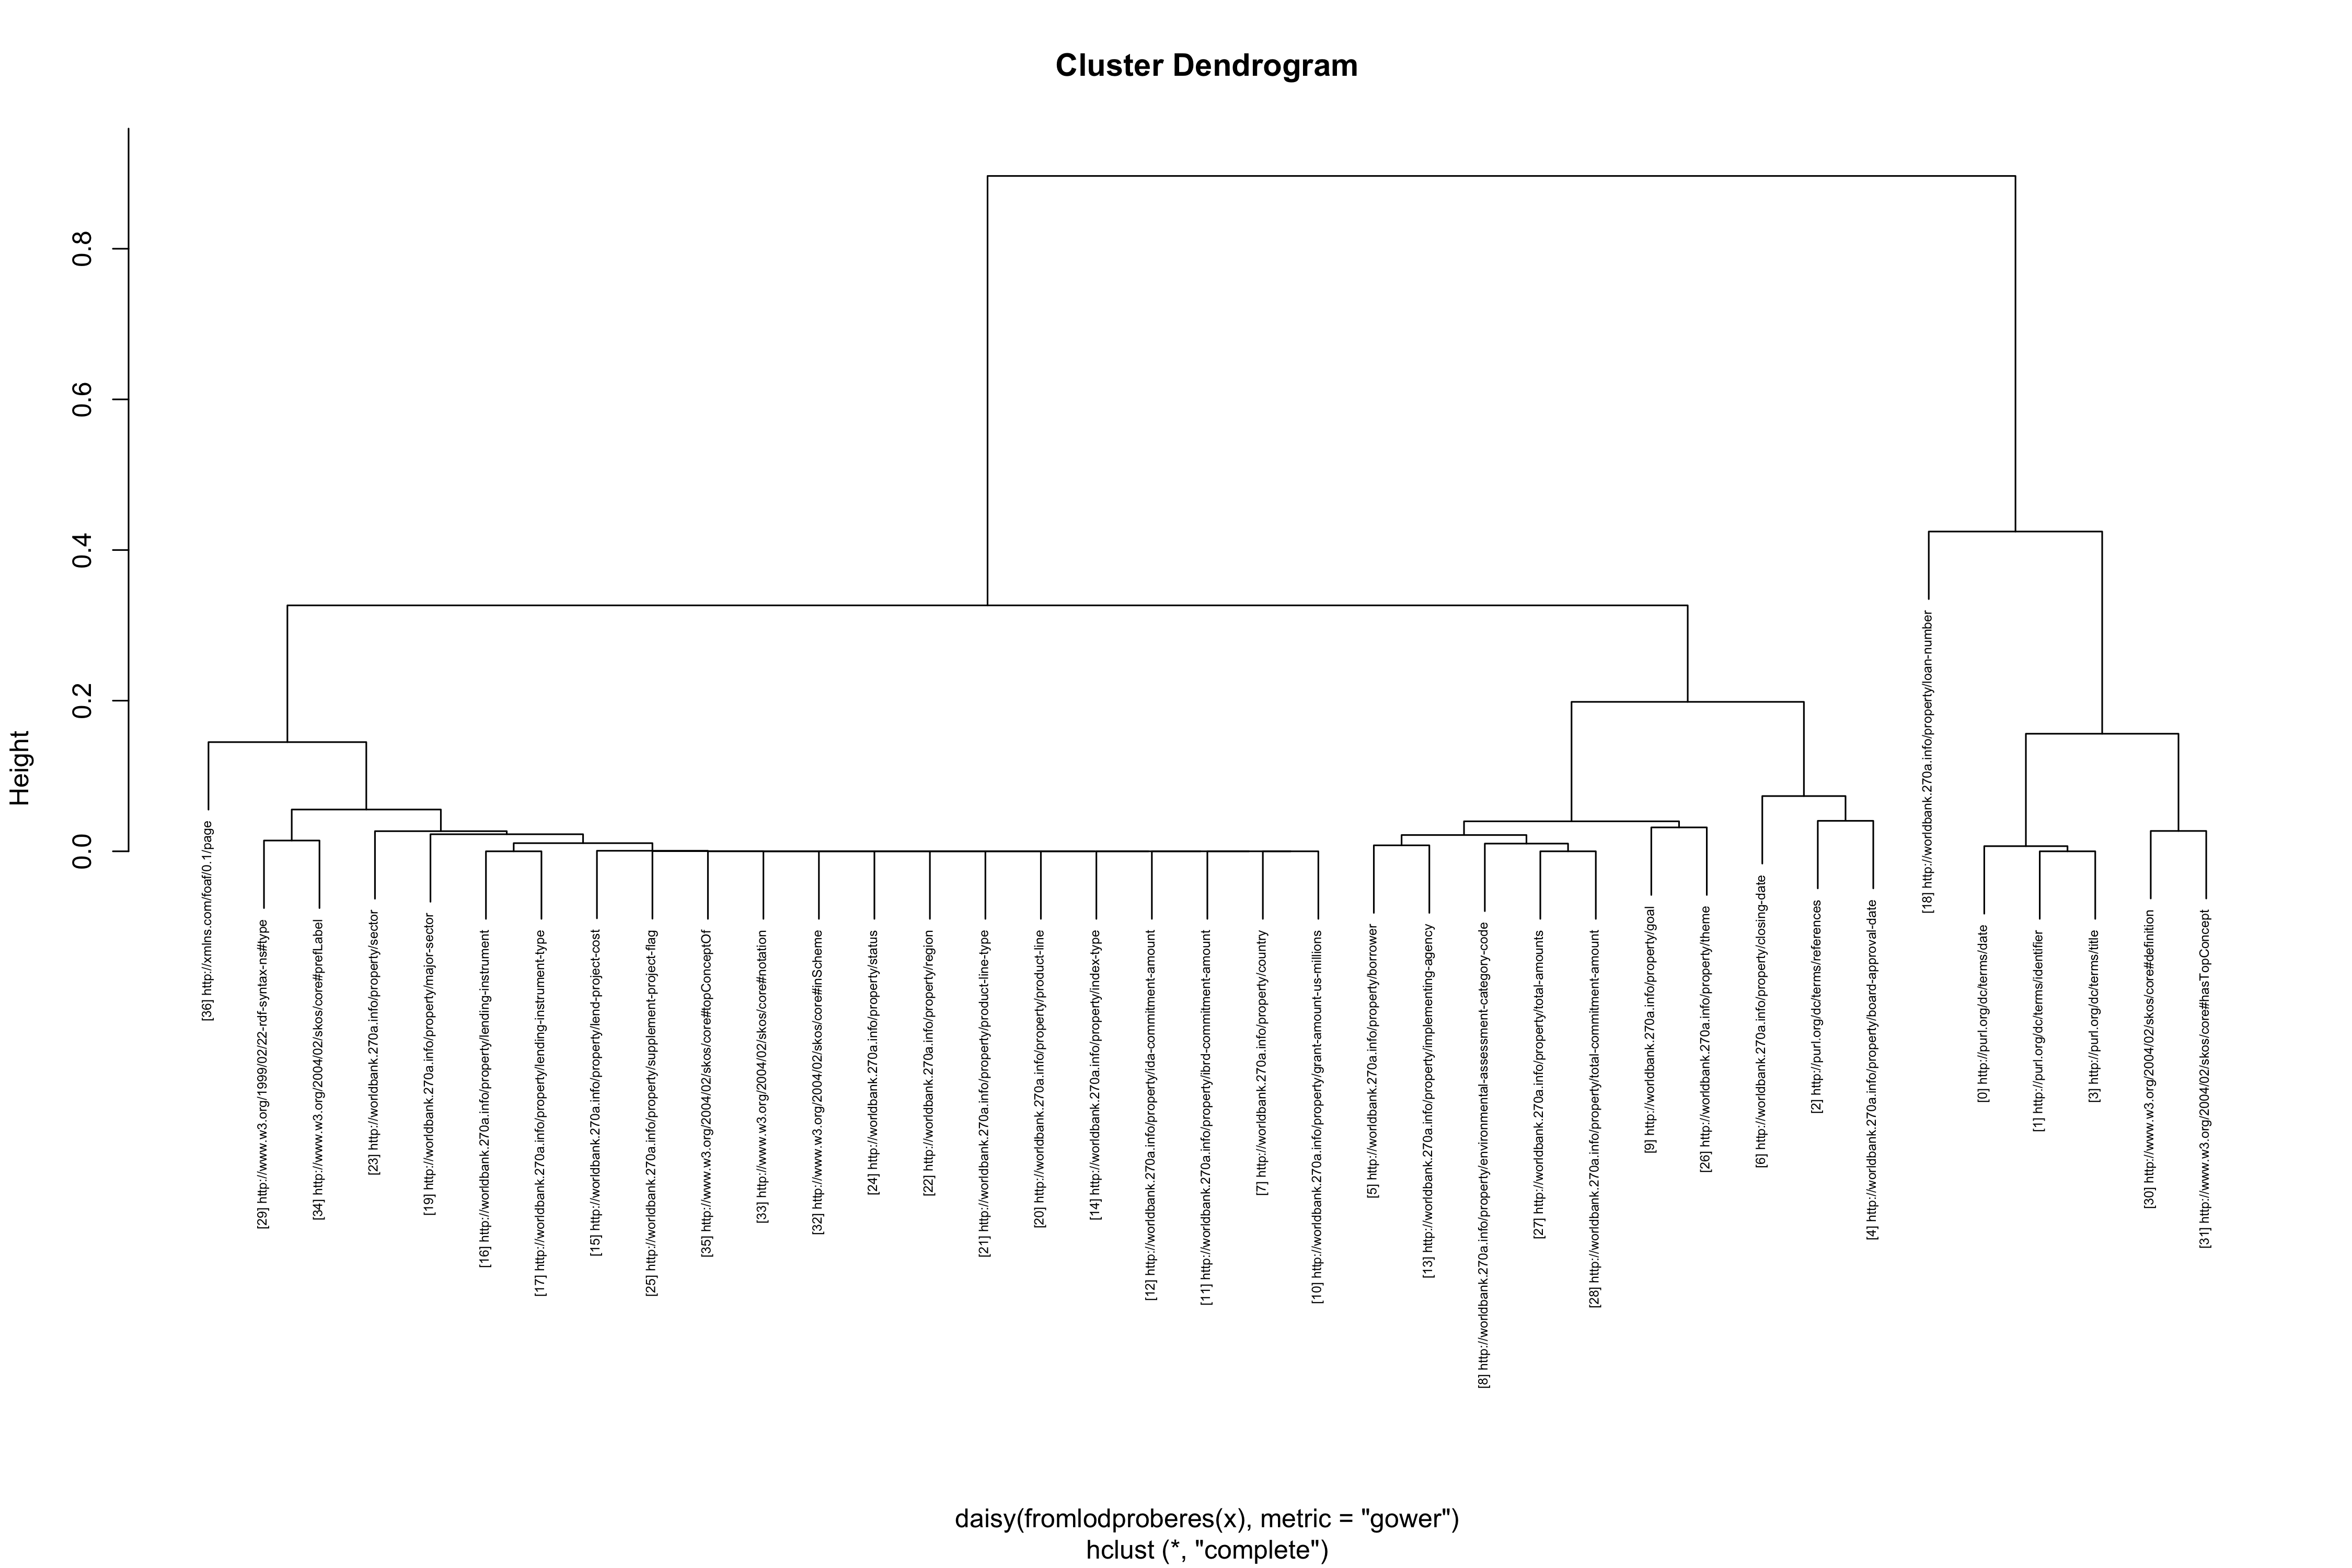 Cluster Dendrogram
Height
0.0
0.2
0.4
0.6
0.8
[36] http://xmlns.com/foaf/0.1/page
[29] http://www.w3.org/1999/02/22-rdf-syntax-ns#type
[34] http://www.w3.org/2004/02/skos/core#prefLabel
[23] http://worldbank.270a.info/property/sector
[19] http://worldbank.270a.info/property/major-sector
[16] http://worldbank.270a.info/property/lending-instrument
[17] http://worldbank.270a.info/property/lending-instrument-type
[15] http://worldbank.270a.info/property/lend-project-cost
[25] http://worldbank.270a.info/property/supplement-project-flag
[35] http://www.w3.org/2004/02/skos/core#topConceptOf
[33] http://www.w3.org/2004/02/skos/core#notation
[32] http://www.w3.org/2004/02/skos/core#inScheme
[24] http://worldbank.270a.info/property/status
[22] http://worldbank.270a.info/property/region
[21] http://worldbank.270a.info/property/product-line-type
[20] http://worldbank.270a.info/property/product-line
[14] http://worldbank.270a.info/property/index-type
[12] http://worldbank.270a.info/property/ida-commitment-amount
[11] http://worldbank.270a.info/property/ibrd-commitment-amount
[7] http://worldbank.270a.info/property/country
[10] http://worldbank.270a.info/property/grant-amount-us-millions
[5] http://worldbank.270a.info/property/borrower
[13] http://worldbank.270a.info/property/implementing-agency
[8] http://worldbank.270a.info/property/environmental-assessment-category-code
[27] http://worldbank.270a.info/property/total-amounts
[28] http://worldbank.270a.info/property/total-commitment-amount
[9] http://worldbank.270a.info/property/goal
[26] http://worldbank.270a.info/property/theme
[6] http://worldbank.270a.info/property/closing-date
[2] http://purl.org/dc/terms/references
[4] http://worldbank.270a.info/property/board-approval-date
[18] http://worldbank.270a.info/property/loan-number
[0] http://purl.org/dc/terms/date
[1] http://purl.org/dc/terms/identifier
[3] http://purl.org/dc/terms/title
[30] http://www.w3.org/2004/02/skos/core#definition
[31] http://www.w3.org/2004/02/skos/core#hasTopConcept
daisy(fromlodproberes(x), metric = "gower")
hclust (*, "complete")